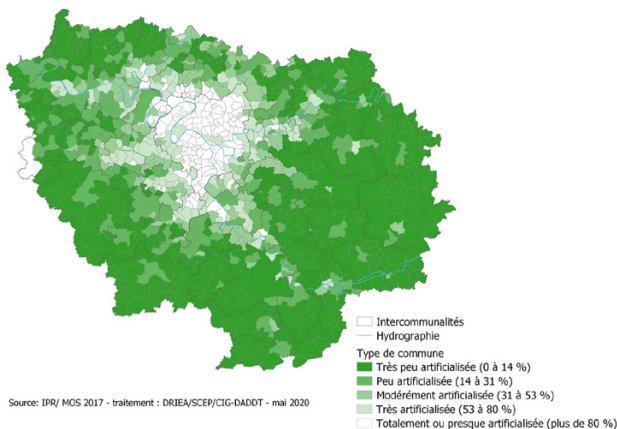 Intercommunalités
Hydrographie
Type de commune
Très peu artificialisée (0 à 14 %)
Peu artificialisée (14 à 31 %)
Modérément artificialisée (31 à 53 %)
Très artificialisée (53 à 80 %)
Totalement ou presque artificialisée (plus de 80 %)
Source: IPR/ MOS 2017 - traitement : DRIEA/SCEP/CIG-DADDT - mai 2020